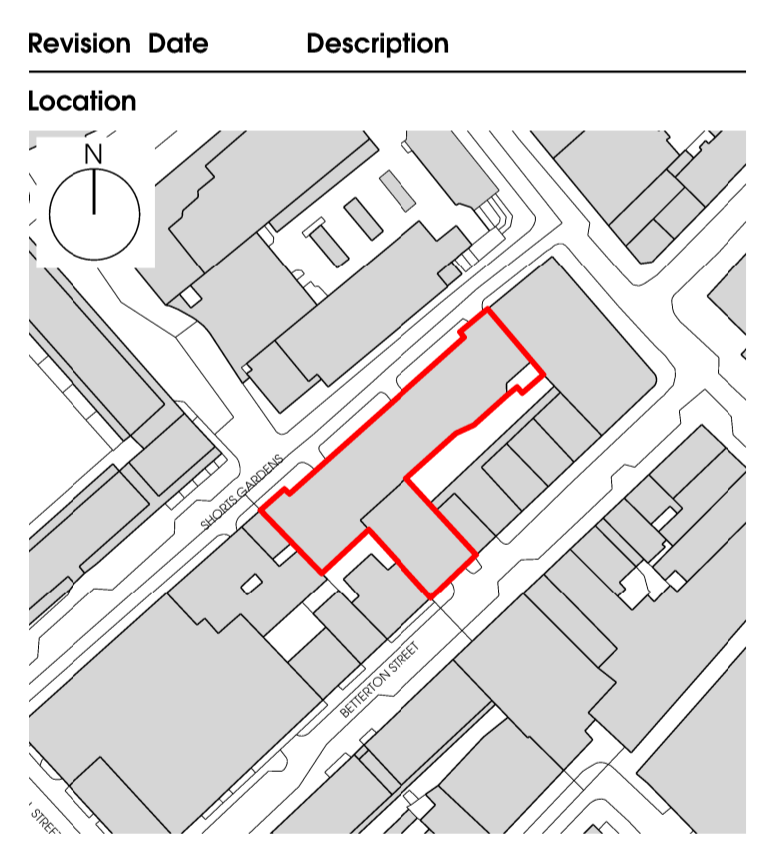 Revision Date Description
Location
N
SHORTS GARDENS
BETTERTON STREET
STREET